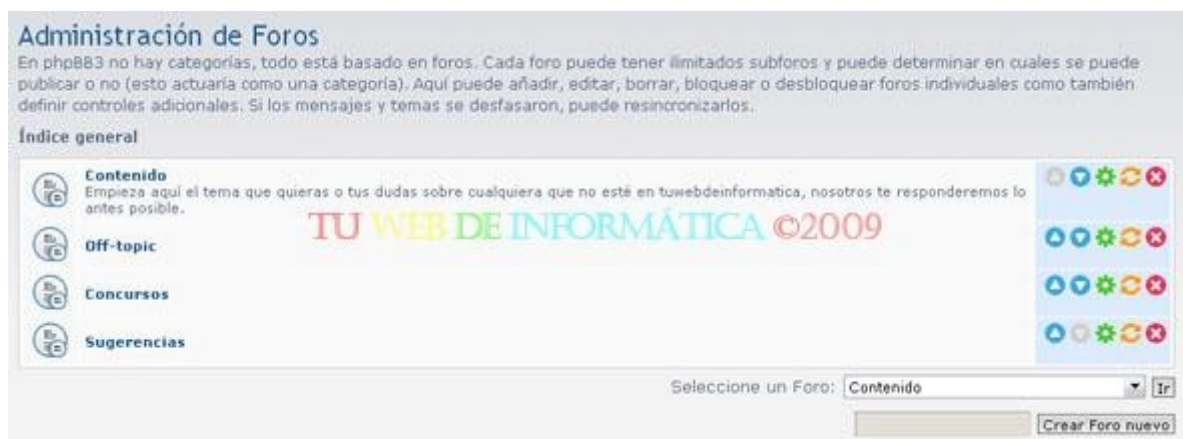 Administración de Foros
En phpBB3 no hay categorías, todo está basado en foros. Cada foro puede tener ilimitados subforos y puede determinar en cuales se puede
publicar o no (esto actuaría como una categoría). Aquí puede añadir, editar, borrar, bloquear o desbloquear foros individuales como también
definir controles adicionales. Si los mensajes y temas se desfasaron, puede resincronizarlos.
Índice general
Contenido
Empieza aquí el tema que quieras o tus dudas sobre cualquiera que no esté en tuwebdeinformatica, nosotros te responderemos lo
antes posible.
TU WEB DE INFORMÁTICA ©2009
Off-topic
Concursos
Sugerencias
Seleccione un Foro: Contenido Ir
Crear Foro nuevo